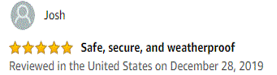 Josh
Safe, secure, and weatherproof
Reviewed in the United States on December 28, 2019